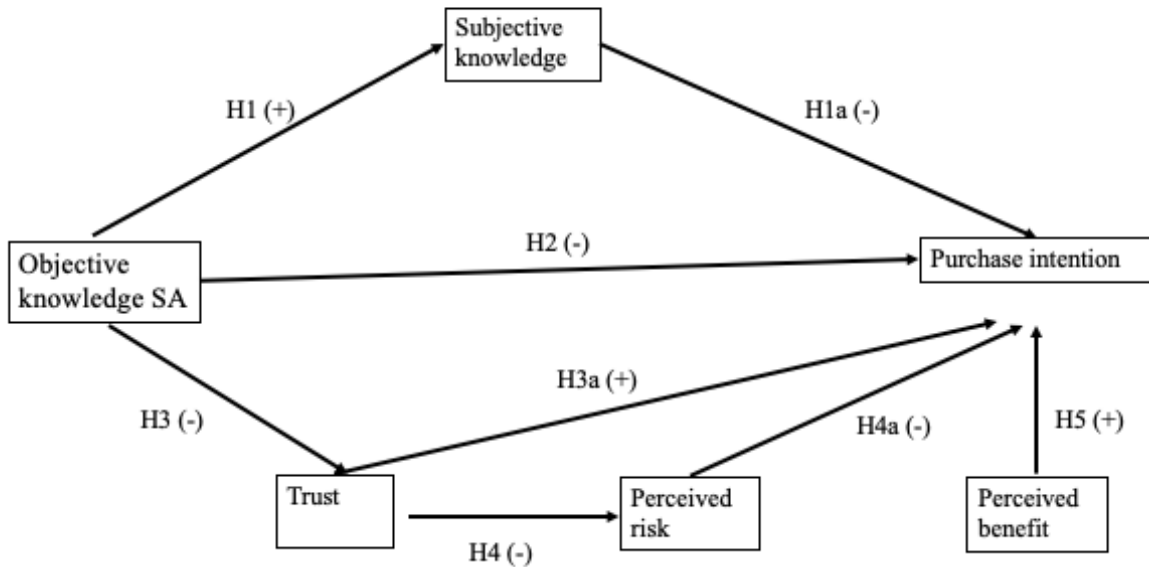 Subjective
knowledge
H1 (+)
H1a (-)
H2 (-)
Objective
knowledge SA
Purchase intention
H3a (+)
H3 (-)
H4a (-)
H5 (+)
Trust
Perceived
risk
Perceived
benefit
H4 (-)